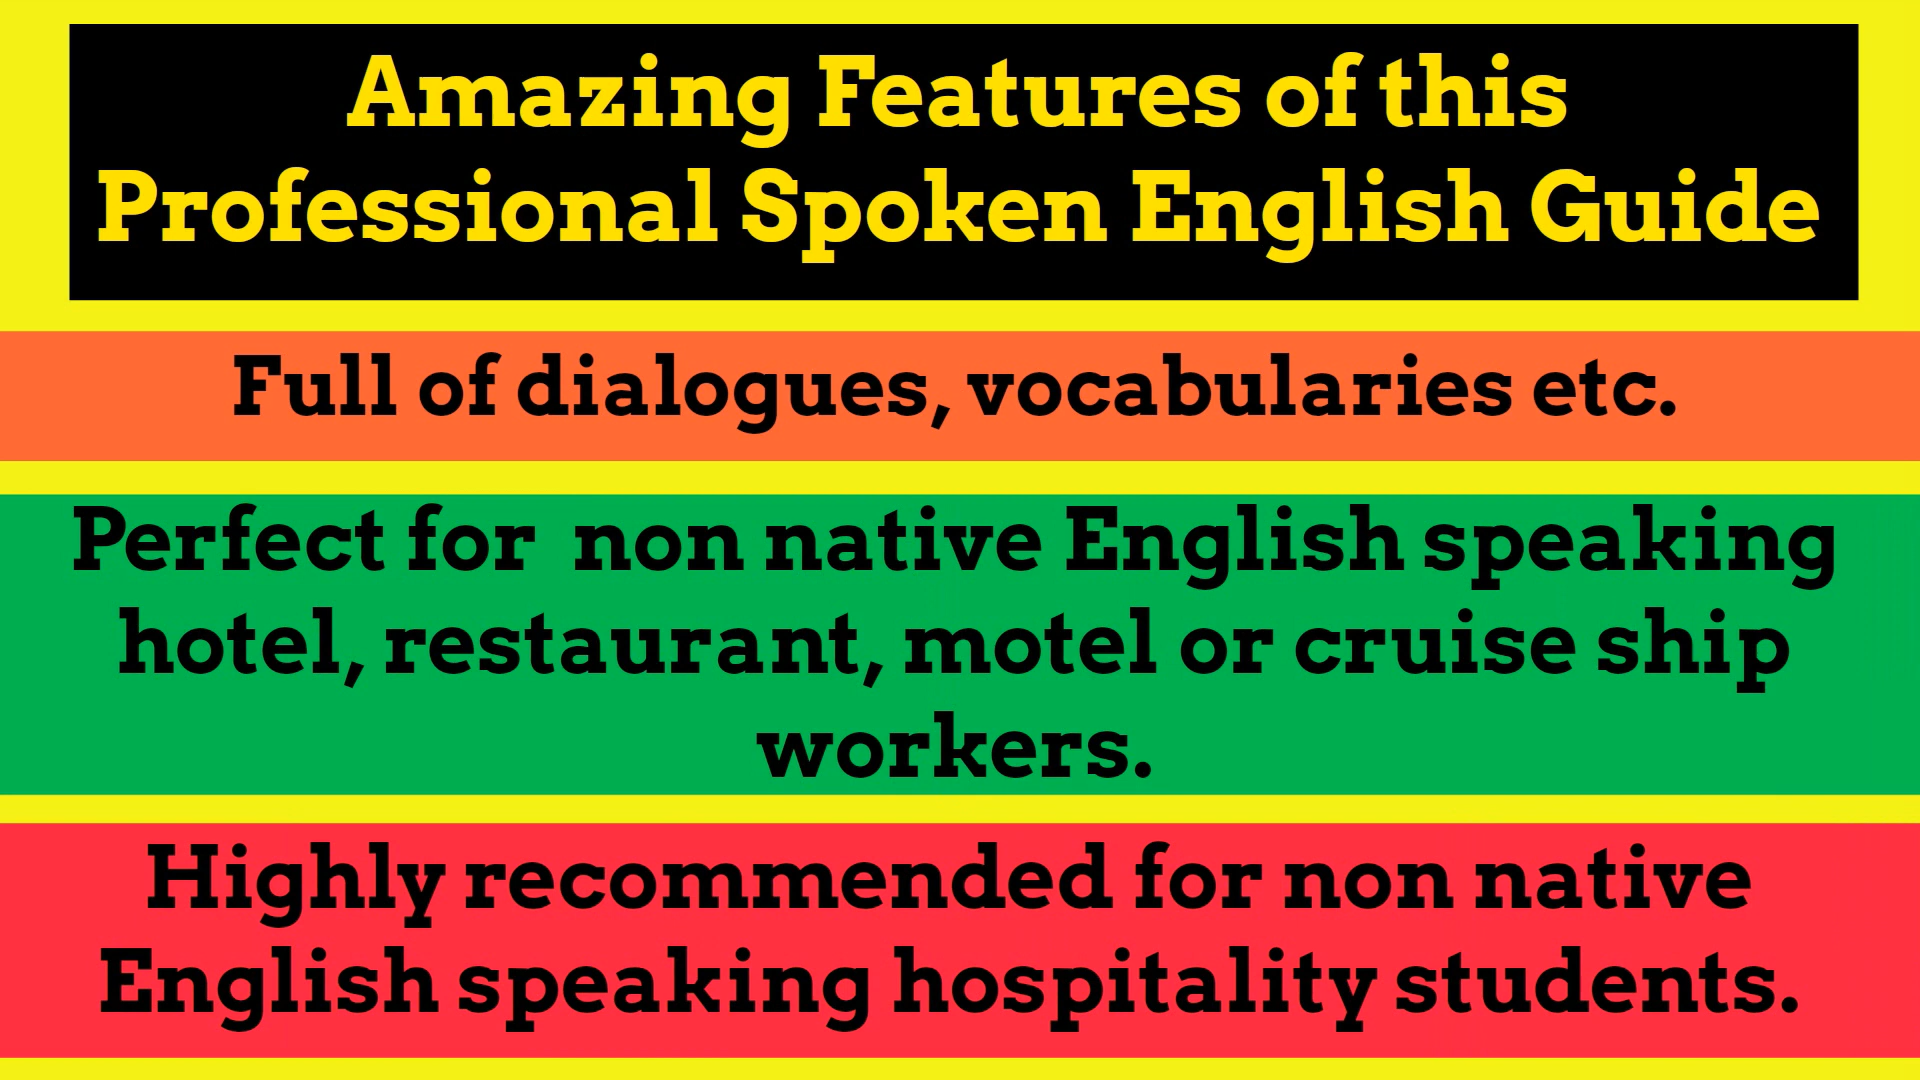 Amazing Features of this
Professional Spoken English Guide
Full of dialogues, vocabularies etc.
Perfect for  non native English speaking
hotel, restaurant, motel or cruise ship
workers.
Highly recommended for non native
English speaking hospitality students.